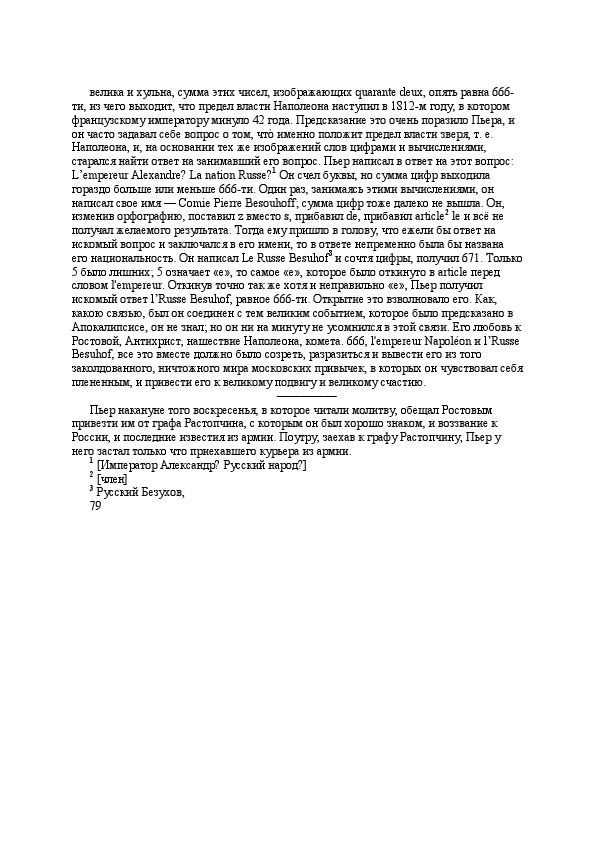 велика и хульна, сумма этих чисел, изображающих quarante deux, опять равна 666-
ти, из чего выходит, что предел власти Наполеона наступил в 1812-м году, в котором
французскому императору минуло 42 года. Предсказание это очень поразило Пьера, и
он часто задавал себе вопрос о том, что̀ именно положит предел власти зверя, т. е.
Наполеона, и, на основании тех же изображений слов цифрами и вычислениями,
старался найти ответ на занимавший его вопрос. Пьер написал в ответ на этот вопрос:
L’empereur Alexandre? La nation Russe?1 Он счел буквы, но сумма цифр выходила
гораздо больше или меньше 666-ти. Один раз, занимаясь этими вычислениями, он
написал свое имя — Comie Pierre Besouhoff; сумма цифр тоже далеко не вышла. Он,
изменив орфографию, поставил z вместо s, прибавил de, прибавил article2 le и всё не
получал желаемого результата. Тогда ему пришло в голову, что ежели бы ответ на
искомый вопрос и заключался в его имени, то в ответе непременно была бы названа
его национальность. Он написал Le Russe Besuhof3 и сочтя цифры, получил 671. Только
5 было лишних; 5 означает «е», то самое «е», которое было откинуто в article перед
словом l'empereur. Откинув точно так же хотя и неправильно «е», Пьер получил
искомый ответ l’Russe Besuhof, равное 666-ти. Открытие это взволновало его. Как,
какою связью, был он соединен с тем великим событием, которое было предсказано в
Апокалипсисе, он не знал; но он ни на минуту не усомнился в этой связи. Его любовь к
Ростовой, Антихрист, нашествие Наполеона, комета. 666, l'empereur Napoléon и l’Russe
Besuhof, все это вместе должно было созреть, разразиться и вывести его из того
заколдованного, ничтожного мира московских привычек, в которых он чувствовал себя
плененным, и привести его к великому подвигу и великому счастию.
Пьер накануне того воскресенья, в которое читали молитву, обещал Ростовым
привезти им от графа Растопчина, с которым он был хорошо знаком, и воззвание к
России, и последние известия из армии. Поутру, заехав к графу Растопчину, Пьер у
него застал только что приехавшего курьера из армии.
1 [Император Александр? Русский народ?]
2 [член]
3 Русский Безухов,
79